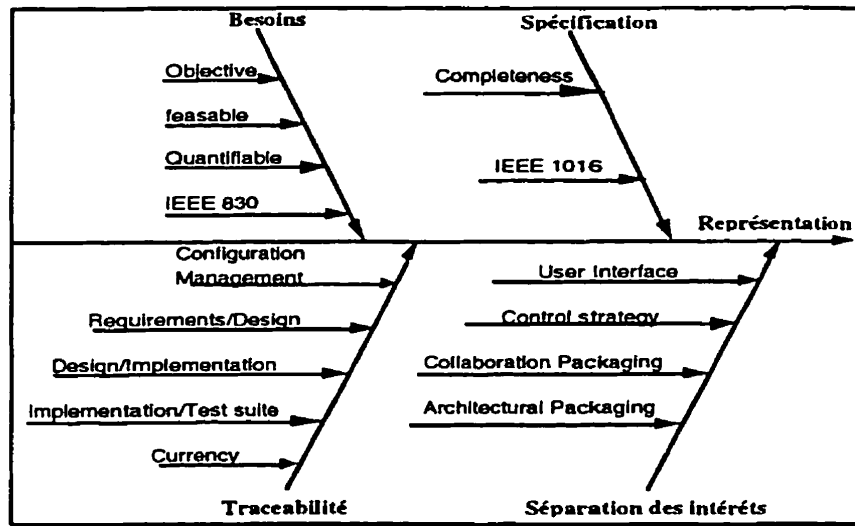 Besoins
Spécification
Objective
Completeness
feasable
Quantifiable
IEEE 1016
IEEE 830
Représentation
Configuration
Management
User Interface
Requirements/Design
Control strategy
Design/Implementation
Collaboration Packaging
Implementation/Test suite
Architectural Packaging
Currency
Traceabilité
Séparation des intéréts